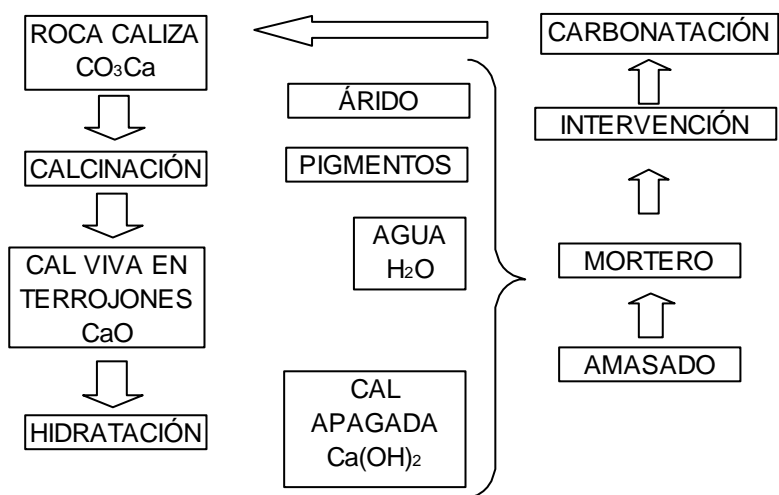 ROCA CALIZA
CO₃Ca
CALCINACIÓN
CAL VIVA EN
TERROJONES
CaO
HIDRATACIÓN
ÁRIDO
PIGMENTOS
AGUA
H₂O
CAL
APAGADA
Ca(OH)₂
CARBONATACIÓN
INTERVENCIÓN
MORTERO
AMASADO